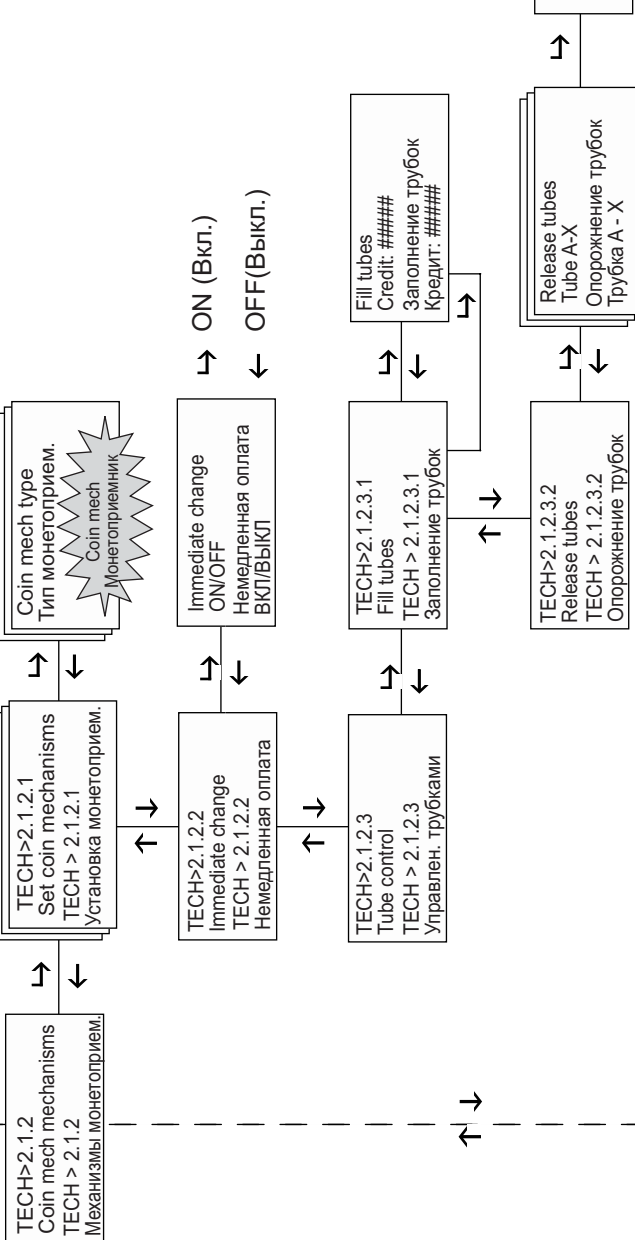 TECH>2.1.2
Coin mech mechanisms
TECH > 2.1.2
Механизмы монетоприем.
TECH>2.1.2.1
Set coin mechanisms
TECH > 2.1.2.1
Установка монетоприем.
Coin mech type
Тип монетоприем.
Coin mech
Монетоприемник
TECH>2.1.2.2
Immediate change
TECH > 2.1.2.2
Немедленная оплата
Immediate change
ON/OFF
Немедленная оплата
ВКЛ/ВЫКЛ
ON (Вкл.)
OFF(Выкл.)
TECH>2.1.2.3
Tube control
TECH > 2.1.2.3
Управлен. трубками
TECH>2.1.2.3.1
Fill tubes
TECH > 2.1.2.3.1
Заполнение трубок
Fill tubes
Credit: #####
Заполнение трубок
Кредит: #####
TECH>2.1.2.3.2
Release tubes
TECH > 2.1.2.3.2
Опорожнение трубок
Release tubes
Tube A-X
Опорожнение трубок
Трубка A - X